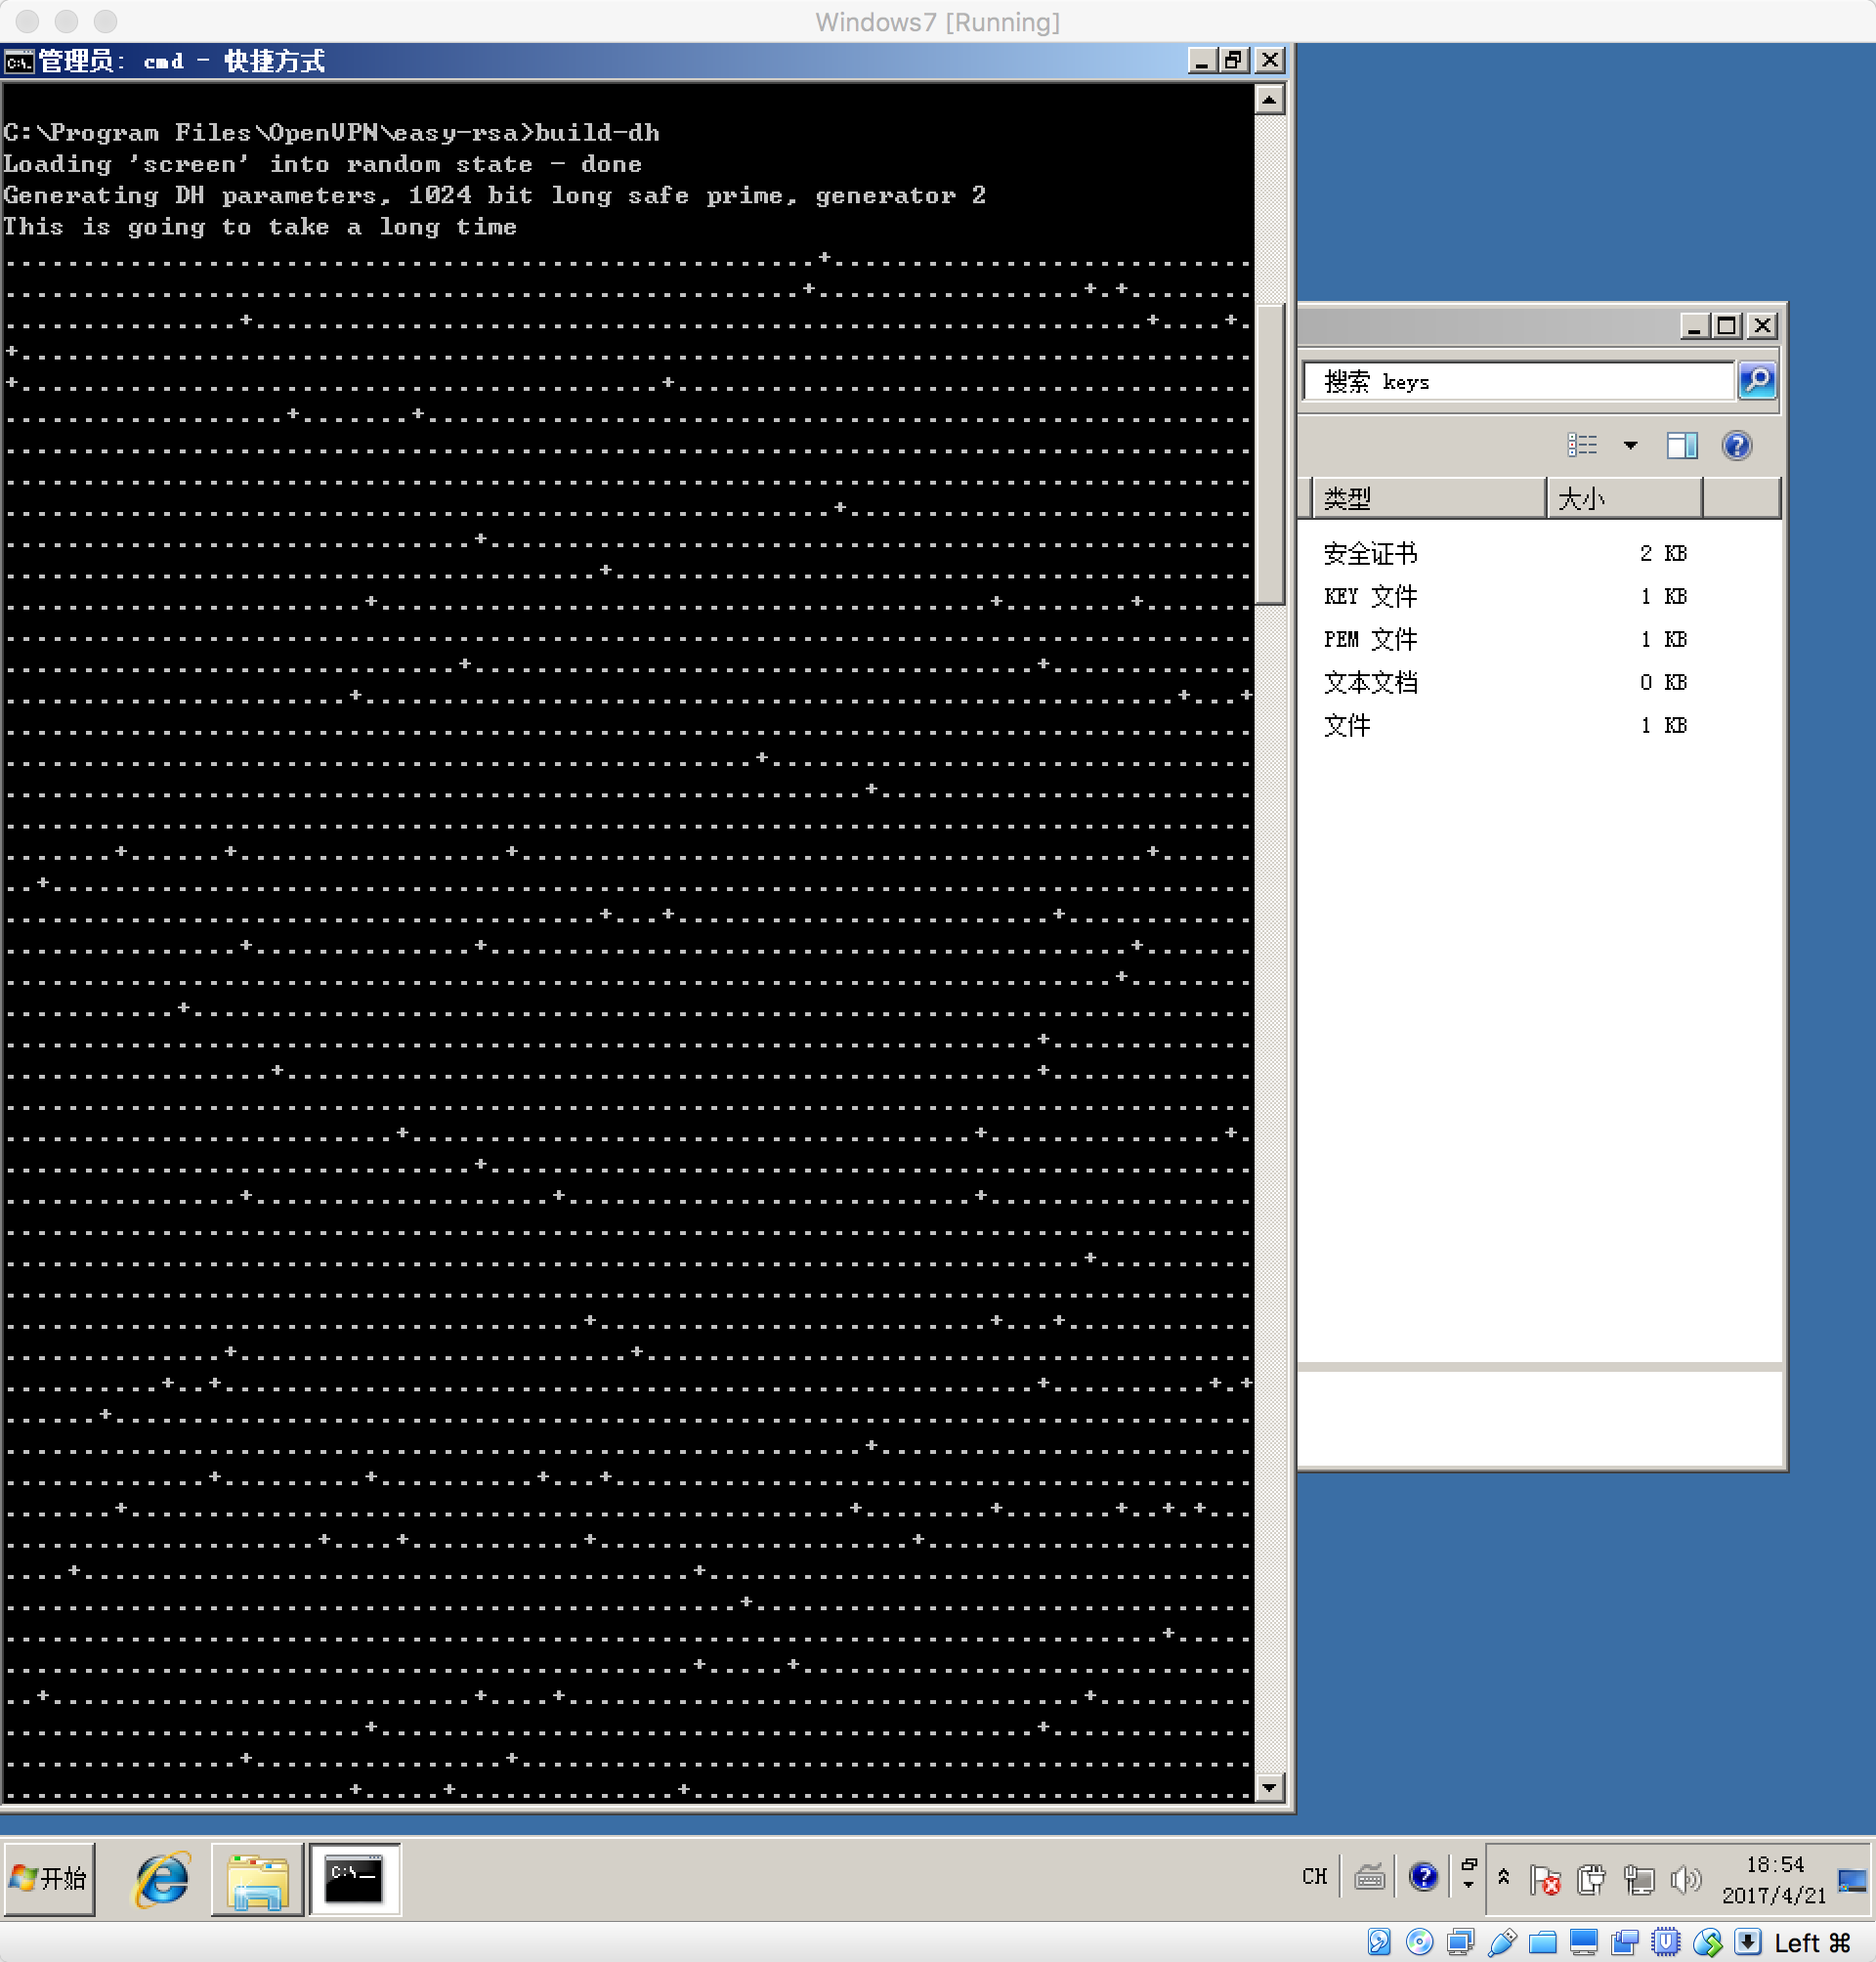 Windows7 [Running]
管理员: cmd - 快捷方式
C:\Program Files\OpenVPN\easy-rsa>build-dh
Loading 'screen' into random state - done
Generating DH parameters, 1024 bit long safe prime, generator 2
This is going to take a long time
搜索 keys
类型 大小
安全证书 2 KB
KEY 文件 1 KB
PEM 文件 1 KB
文本文档 0 KB
文件 1 KB
开始
C:\_
CH
18:54
2017/4/21
Left ⌘